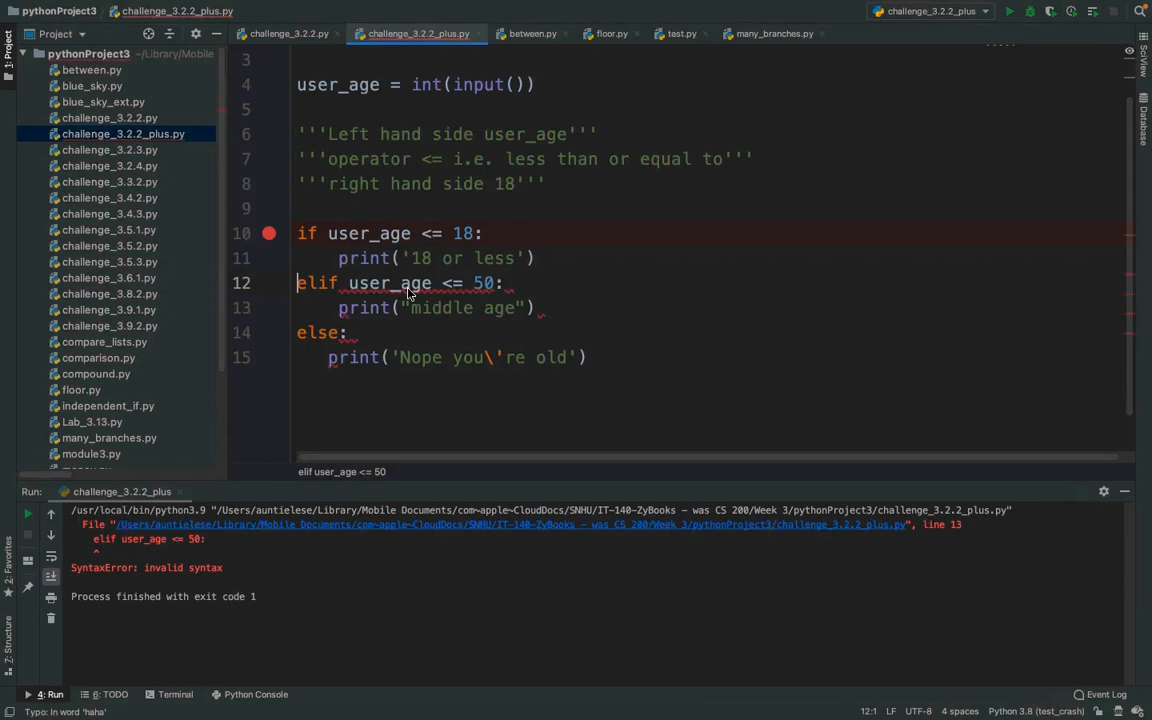 pythonProject3 challenge_3.2.2_plus.py challenge_3.2.2_plus
Project challenge_3.2.2.py challenge_3.2.2_plus.py between.py floor.py test.py many_branches.py
1: Project
pythonProject3 ~/Library/Mobile
between.py
blue_sky.py
blue_sky_ext.py
challenge_3.2.2.py
challenge_3.2.2_plus.py
challenge_3.2.3.py
challenge_3.2.4.py
challenge_3.3.2.py
challenge_3.4.2.py
challenge_3.4.3.py
challenge_3.5.1.py
challenge_3.5.2.py
challenge_3.5.3.py
challenge_3.6.1.py
challenge_3.8.2.py
challenge_3.9.2.py
challenge_3.9.3.py
compare_lists.py
comparison.py
compound.py
floor.py
independent_if.py
Lab_3.13.py
many_branches.py
module3.py
3
4 user_age = int(input())
5
6 '''Left hand side user_age'''
7 '''operator <= i.e. less than or equal to'''
8 '''right hand side 18'''
9
10 if user_age <= 18:
11 print('18 or less')
12 elif user_age <= 50:
13 print("middle age")
14 else:
15 print('Nope you\'re old')
elif user_age <= 50
SciView
Database
Run: challenge_3.2.2_plus
/usr/local/bin/python3.9 "/Users/auntielese/Library/Mobile Documents/com~apple~CloudDocs/SNHU/IT-140-ZyBooks - was CS 200/Week 3/pythonProject3/challenge_3.2.2_plus.py"
File "/Users/auntielese/Library/Mobile Documents/com~apple~CloudDocs/SNHU/IT-140-ZyBooks - was CS 200/Week 3/pythonProject3/challenge_3.2.2_plus.py", line 13
elif user_age <= 50:
^
SyntaxError: invalid syntax
Process finished with exit code 1
2: Favorites
Z: Structure
4: Run 6: TODO Terminal Python Console Event Log
Typo: In word 'haha' 12:1 LF UTF-8 4 spaces Python 3.8 (test_crash)